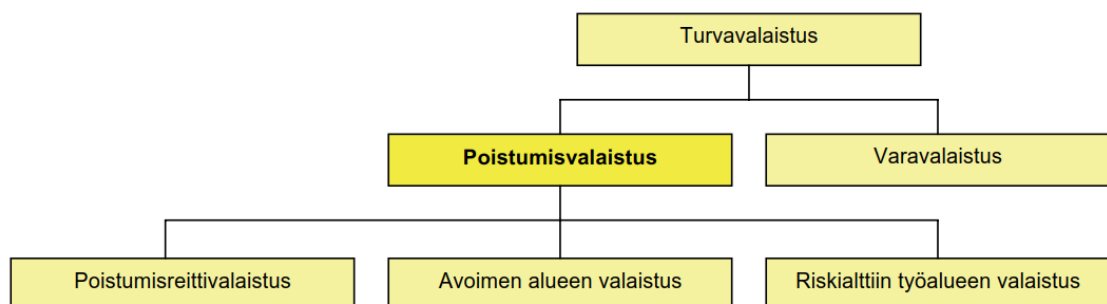 Turvavalaistus
Poistumisvalaistus
Varavalaistus
Poistumisreittivalaistus
Avoimen alueen valaistus
Riskialttiin työalueen valaistus